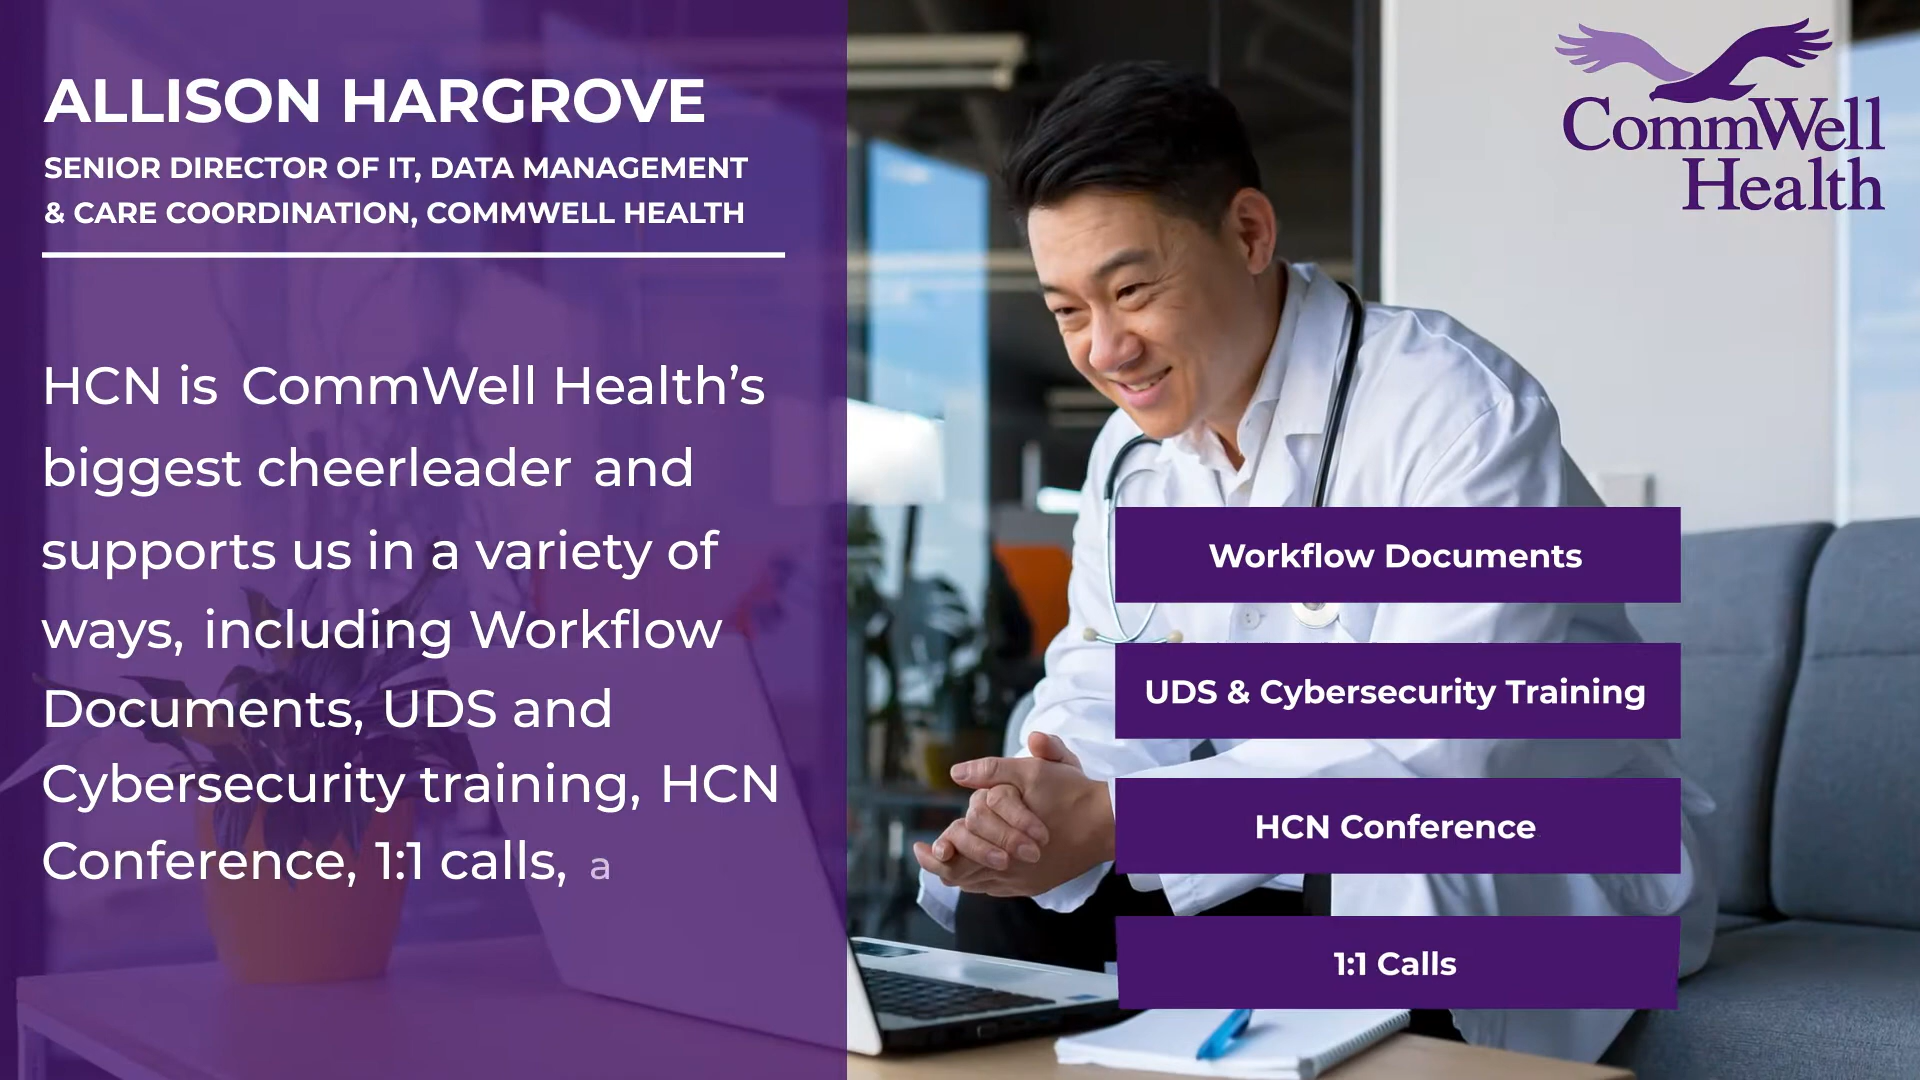 ALLISON HARGROVE
SENIOR DIRECTOR OF IT, DATA MANAGEMENT
& CARE COORDINATION, COMMWELL HEALTH
HCN is CommWell Health’s
biggest cheerleader and
supports us in a variety of
ways, including Workflow
Documents, UDS and
Cybersecurity training, HCN
Conference, 1:1 calls, a
CommWell
Health
Workflow Documents
UDS & Cybersecurity Training
HCN Conference
1:1 Calls